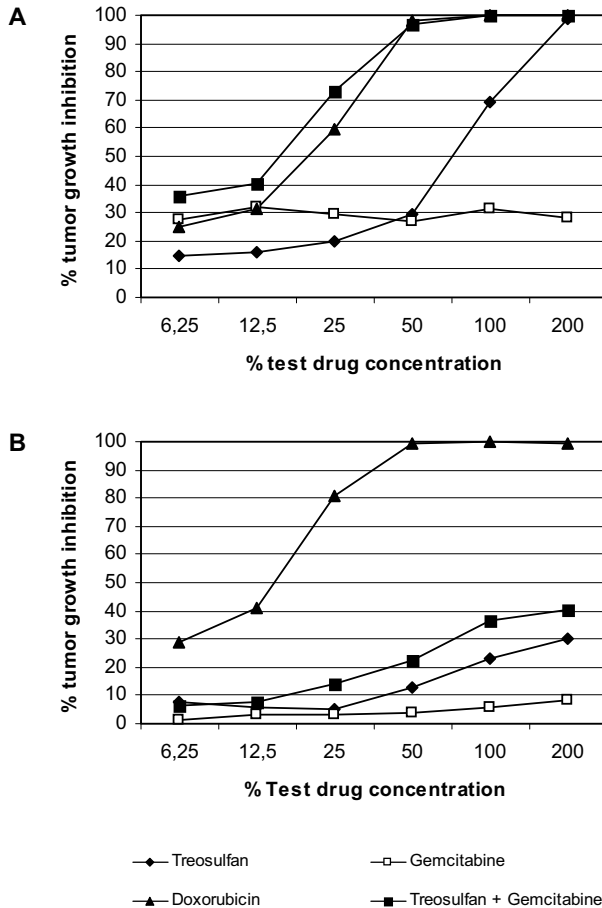 A
100
90
80
70
60
50
40
30
20
10
0
% tumor growth inhibition
6,25 12,5 25 50 100 200
% test drug concentration
B
100
90
80
70
60
50
40
30
20
10
0
% tumor growth inhibition
6,25 12,5 25 50 100 200
% Test drug concentration
Treosulfan Gemcitabine
Doxorubicin Treosulfan + Gemcitabine